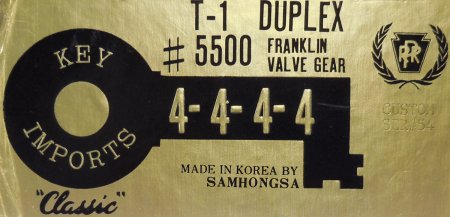 T-1 DUPLEX
# 5500 FRANKLIN
VALVE GEAR
PRR
KEY
IMPORTS
4-4-4-4
CUSTOM
MADE IN KOREA BY
SAMHONGSA
"Classic"